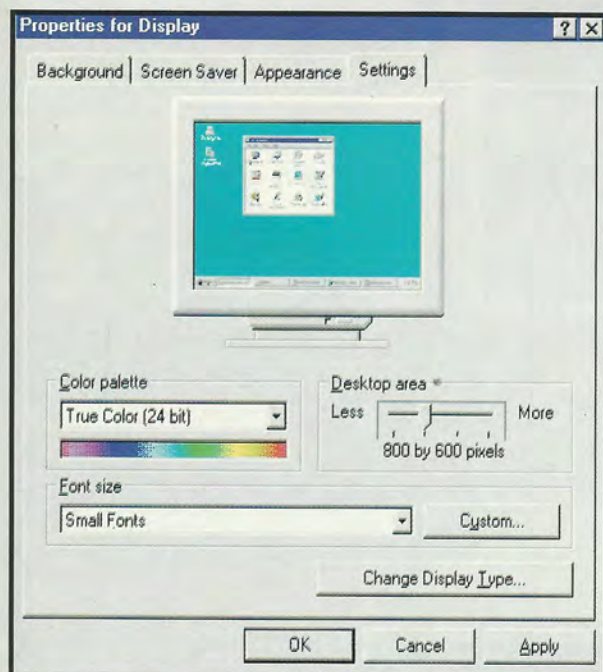 Properties for Display
Background Screen Saver Appearance Settings
Color palette
True Color (24 bit)
Desktop area
Less More
800 by 600 pixels
Font size
Small Fonts
Custom...
Change Display Type...
OK Cancel Apply